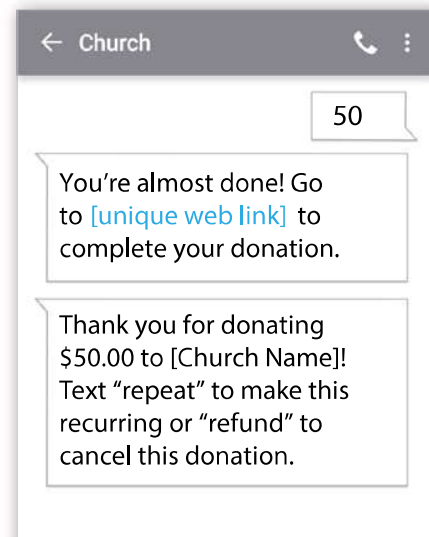 Church
50
You’re almost done! Go
to [unique web link] to
complete your donation.
Thank you for donating
$50.00 to [Church Name]!
Text “repeat” to make this
recurring or “refund” to
cancel this donation.